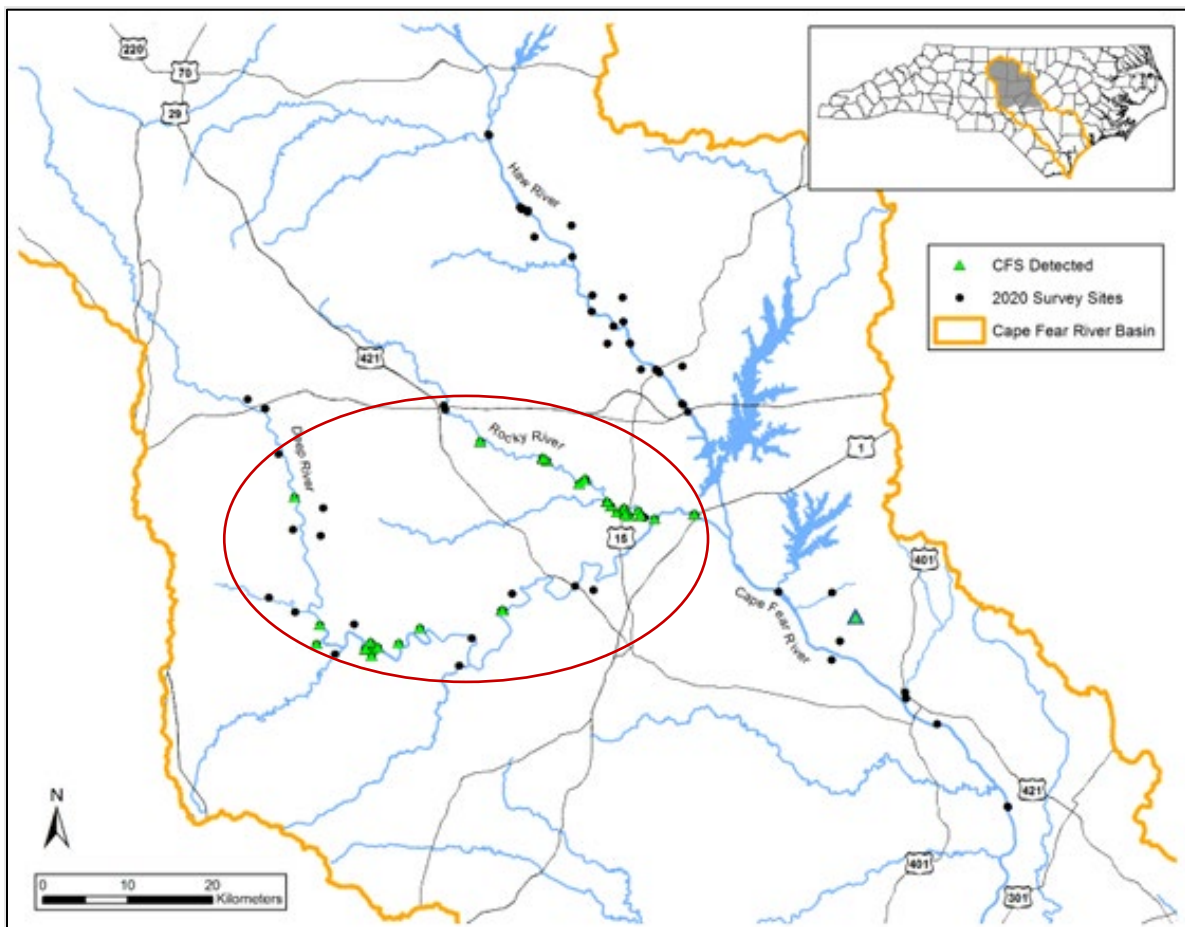 220
70
29
Haw River
CFS Detected
2020 Survey Sites
Cape Fear River Basin
421
Rocky River
Deep River
1
15
401
Cape Fear River
N
421
401
301
0 10 20
Kilometers